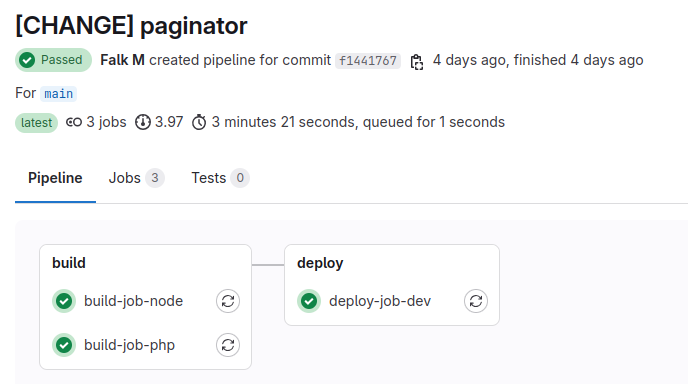 [CHANGE] paginator
Passed Falk M created pipeline for commit f1441767 4 days ago, finished 4 days ago
For main
latest 3 jobs 3.97 3 minutes 21 seconds, queued for 1 seconds
Pipeline Jobs 3 Tests 0
build deploy
build-job-node deploy-job-dev
build-job-php